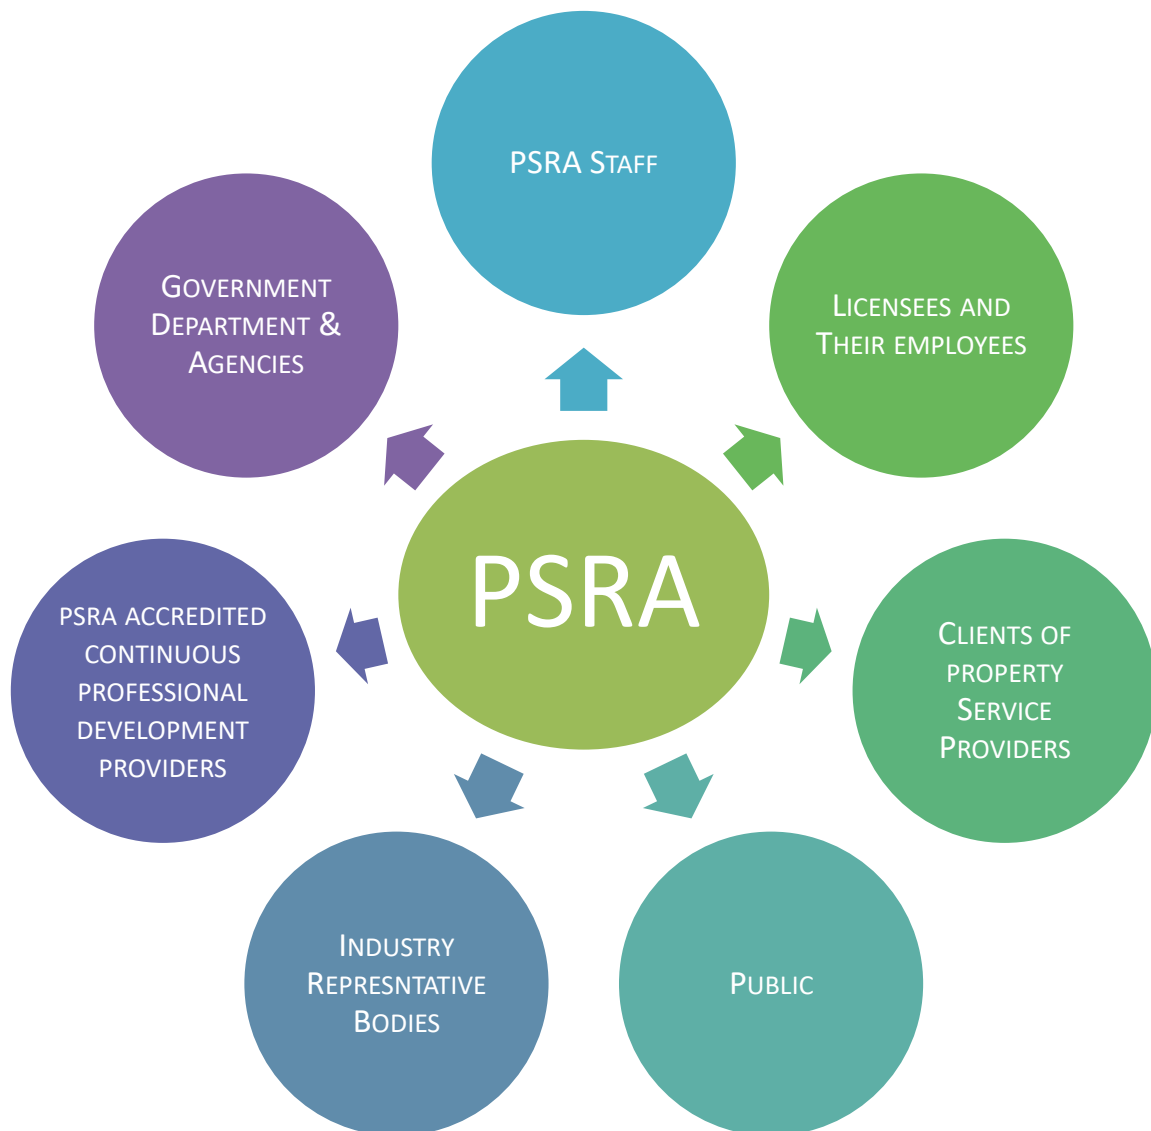 PSRA Staff
Government
Department &
Agencies
Licensees and
Their employees
PSRA
PSRA accredited
continuous
professional
development
providers
Clients of
property
Service
Providers
Industry
Represntative
Bodies
Public